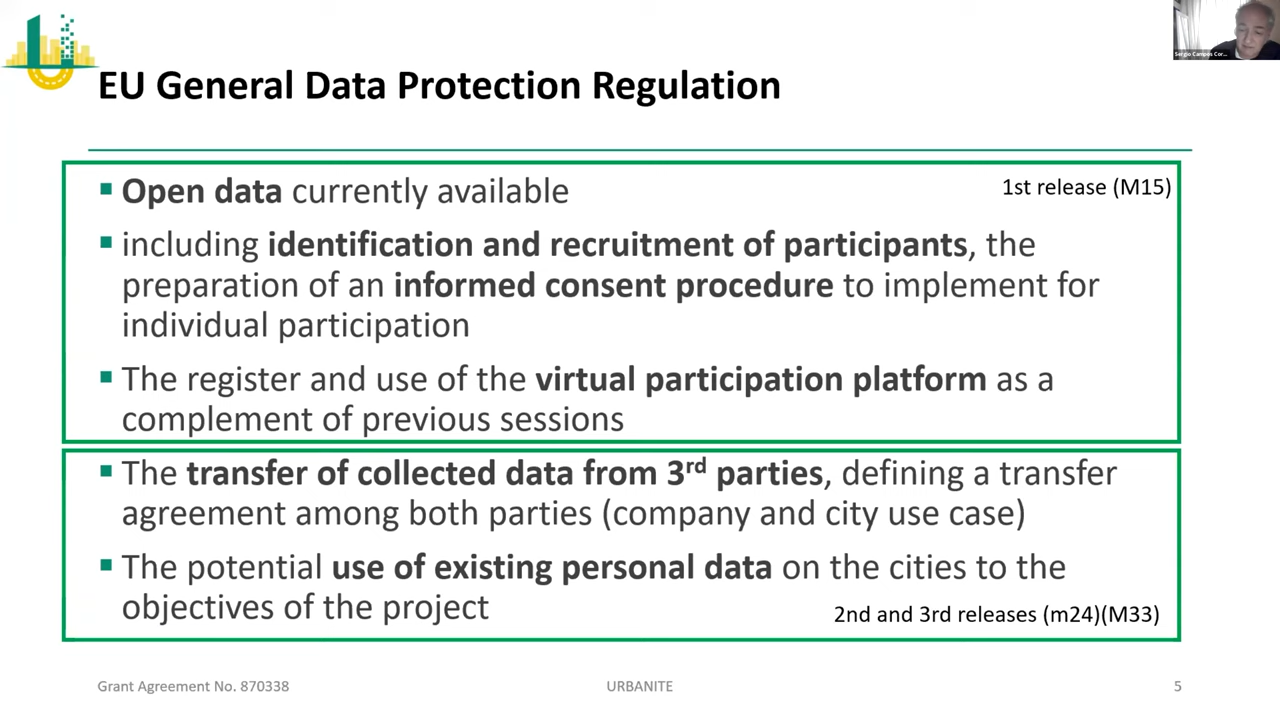 Sergio Campos Cor...
EU General Data Protection Regulation
▪ Open data currently available
1st release (M15)
▪ including identification and recruitment of participants, the
preparation of an informed consent procedure to implement for
individual participation
▪ The register and use of the virtual participation platform as a
complement of previous sessions
▪ The transfer of collected data from 3rd parties, defining a transfer
agreement among both parties (company and city use case)
▪ The potential use of existing personal data on the cities to the
objectives of the project
2nd and 3rd releases (m24)(M33)
Grant Agreement No. 870338
URBANITE
5